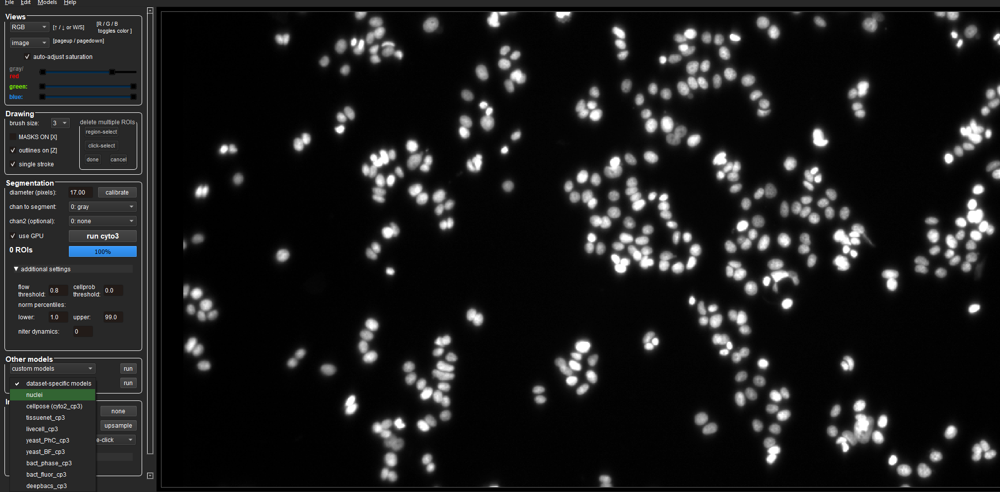 File Edit Models Help
Views
RGB [↑ / ↓ or W/S] [R / G / B
toggles color ]
image [pageup / pagedown]
auto-adjust saturation
gray/
red
green:
blue:
Drawing
brush size: 3 delete multiple ROIs
region-select
MASKS ON [X]
click-select
outlines on [Z]
done cancel
single stroke
Segmentation
diameter (pixels): 17.00 calibrate
chan to segment: 0: gray
chan2 (optional): 0: none
use GPU run cyto3
0 ROIs 100%
▼ additional settings
flow
threshold: 0.8 cellprob
threshold: 0.0
norm percentiles:
lower: 1.0 upper: 99.0
niter dynamics: 0
Other models
custom models run
dataset-specific models run
nuclei
cellpose (cyto2_cp3) none
tissuenet_cp3
livecell_cp3 upsample
yeast_PhC_cp3 e-click
yeast_BF_cp3
bact_phase_cp3
bact_fluor_cp3
deepbacs_cp3